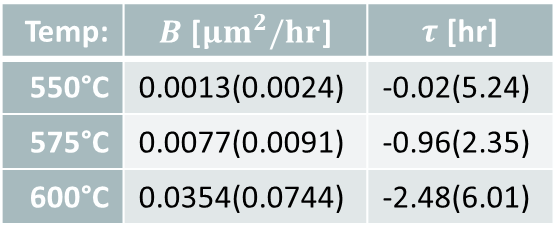 Temp: B [μm²/hr] τ [hr]
550°C 0.0013(0.0024) -0.02(5.24)
575°C 0.0077(0.0091) -0.96(2.35)
600°C 0.0354(0.0744) -2.48(6.01)